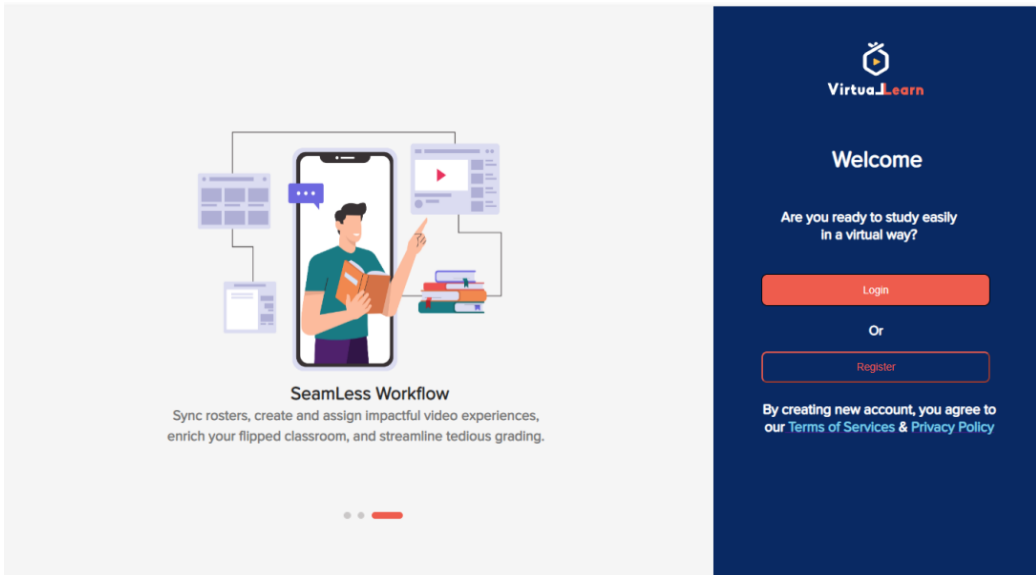 SeamLess Workflow
Sync rosters, create and assign impactful video experiences,
enrich your flipped classroom, and streamline tedious grading.
VirtuaLLearn
Welcome
Are you ready to study easily
in a virtual way?
Login
Or
Register
By creating new account, you agree to
our Terms of Services & Privacy Policy